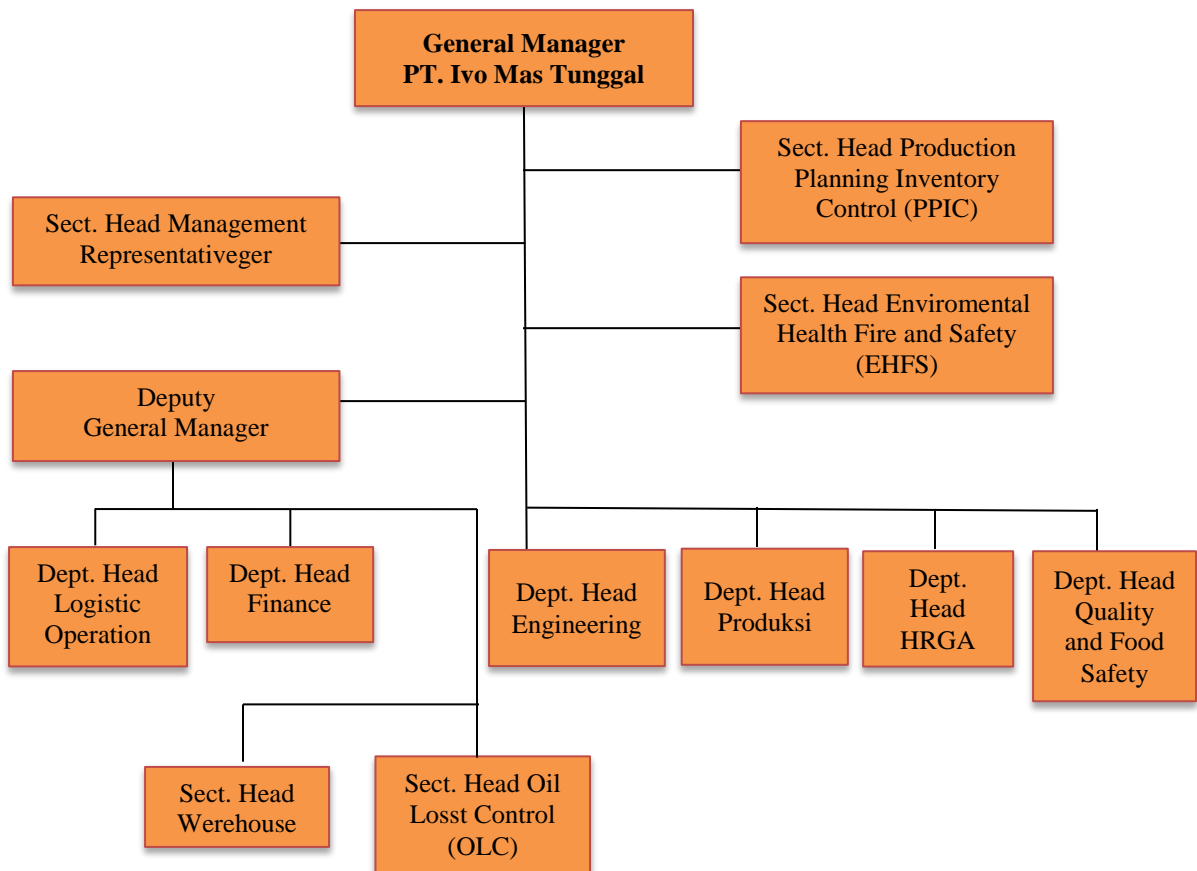 General Manager
PT. Ivo Mas Tunggal
Sect. Head Production
Planning Inventory
Control (PPIC)
Sect. Head Management
Representativeger
Sect. Head Enviromental
Health Fire and Safety
(EHFS)
Deputy
General Manager
Dept. Head
Logistic
Operation
Dept. Head
Finance
Dept. Head
Engineering
Dept. Head
Produksi
Dept.
Head
HRGA
Dept. Head
Quality
and Food
Safety
Sect. Head
Werehouse
Sect. Head Oil
Losst Control
(OLC)